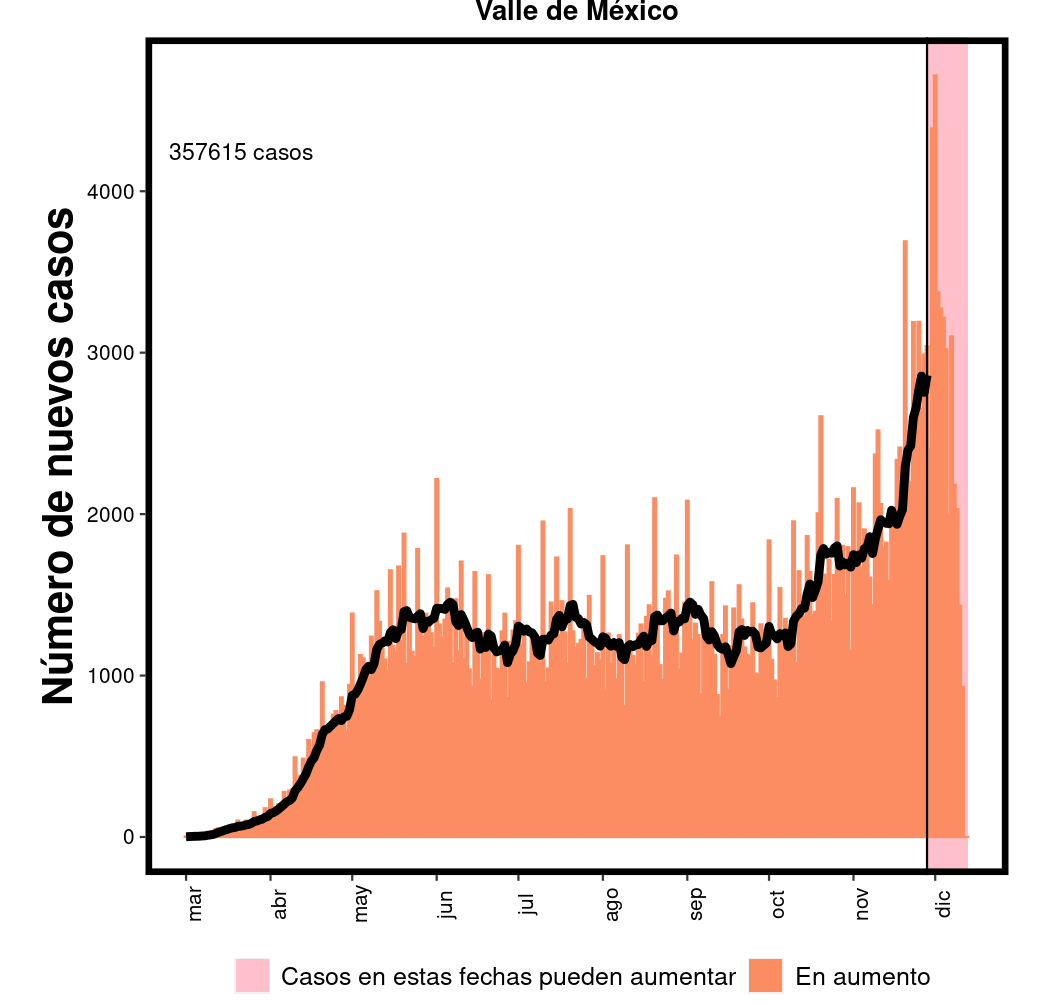 Valle de México
357615 casos
Número de nuevos casos
4000
3000
2000
1000
0
mar
abr
may
jun
jul
ago
sep
oct
nov
dic
Casos en estas fechas pueden aumentar
En aumento